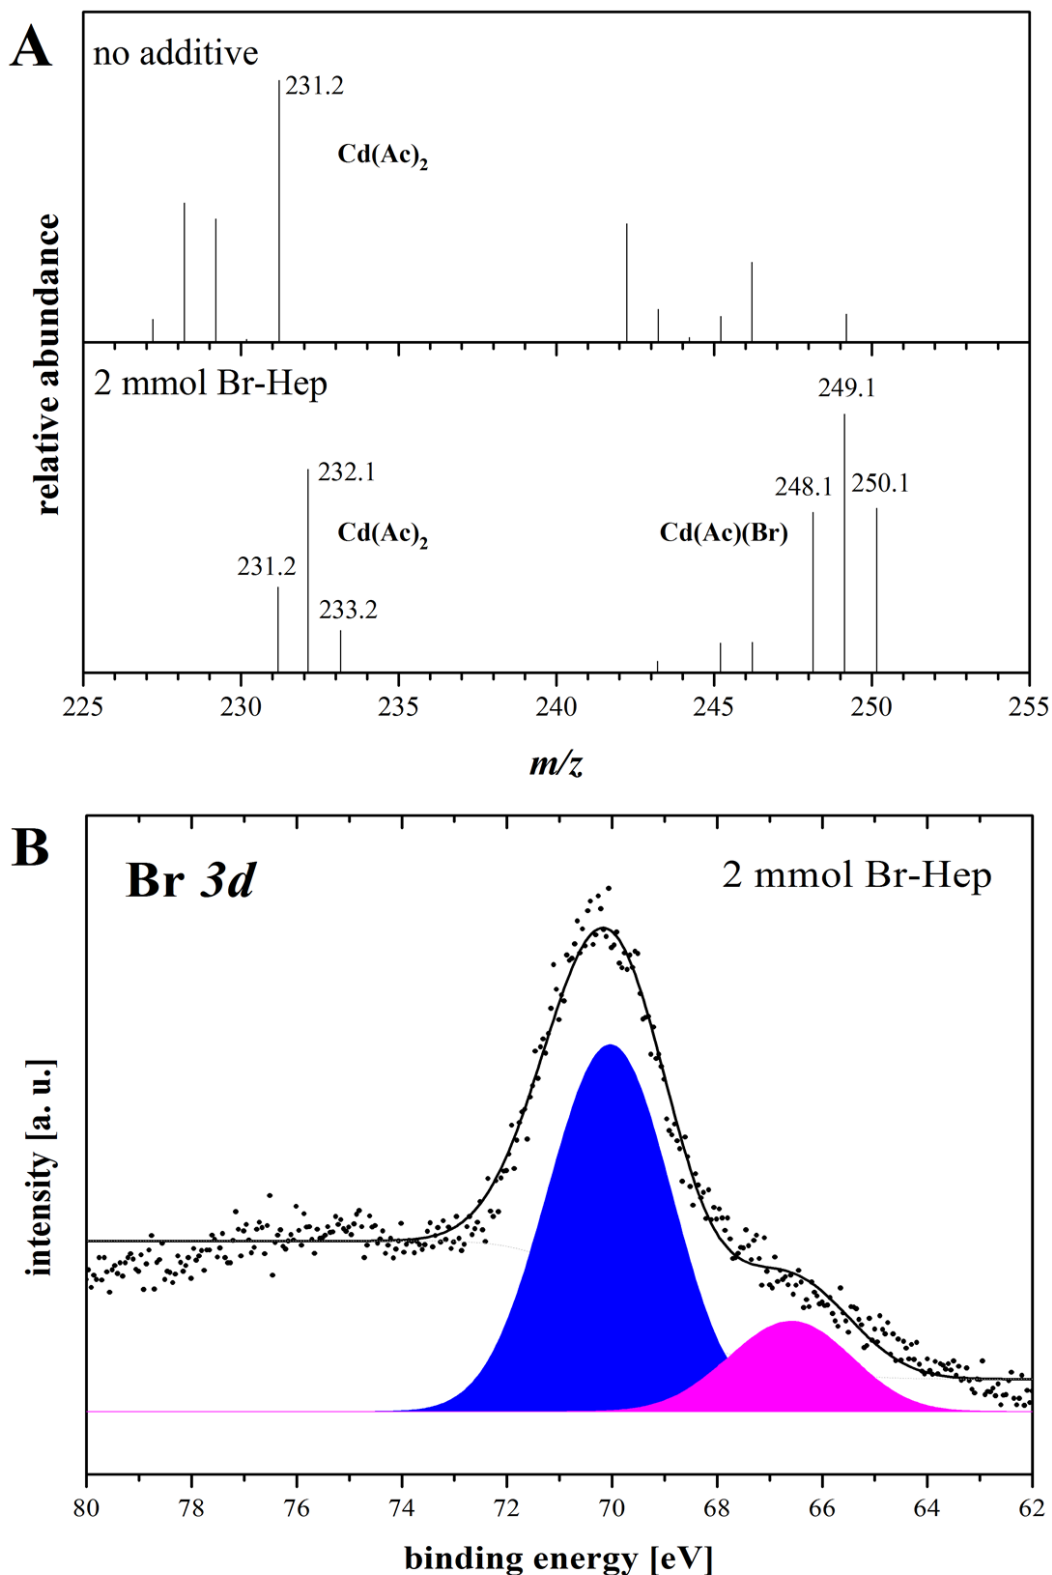 A
no additive
231.2
Cd(Ac)2
relative abundance
2 mmol Br-Hep
249.1
232.1
248.1
250.1
Cd(Ac)2
Cd(Ac)(Br)
231.2
233.2
225
230
235
240
245
250
255
m/z
B
Br 3d
2 mmol Br-Hep
intensity [a. u.]
80
78
76
74
72
70
68
66
64
62
binding energy [eV]